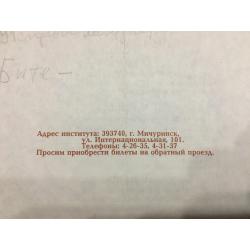 Бите -
Адрес института: 393740, г. Мичуринск,
ул. Интернациональная, 101.
Телефоны: 4-26-35, 4-31-37
Просим приобрести билеты на обратный проезд.